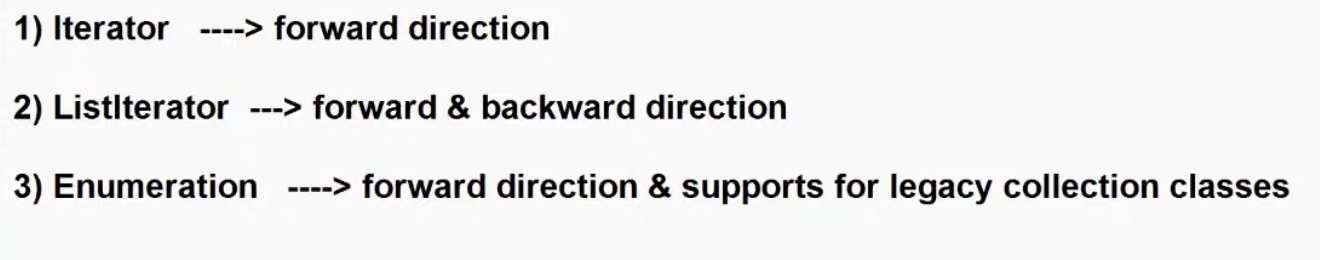 1) Iterator ----> forward direction
2) ListIterator ---> forward & backward direction
3) Enumeration ----> forward direction & supports for legacy collection classes